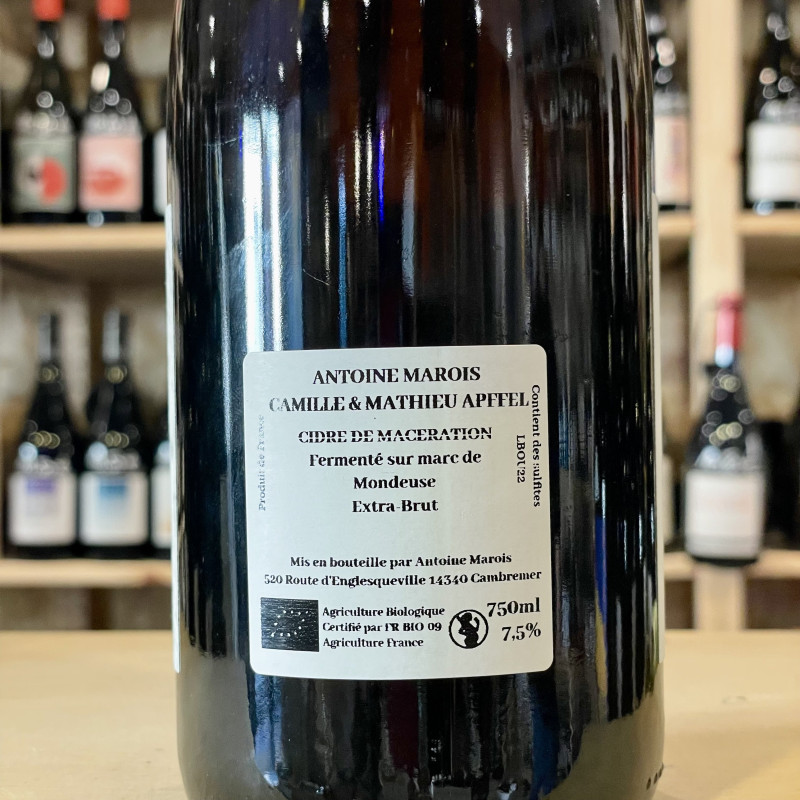 ANTOINE MAROIS
CAMILLE & MATHIEU APFFEL
CIDRE DE MACERATION
Fermenté sur marc de
Mondeuse
Extra-Brut
Produit de France
Contient des sulfites
LBOU22
Mis en bouteille par Antoine Marois
520 Route d'Englesqueville 14340 Cambremer
Agriculture Biologique
Certifié par FR BIO 09
Agriculture France
750ml
7,5%